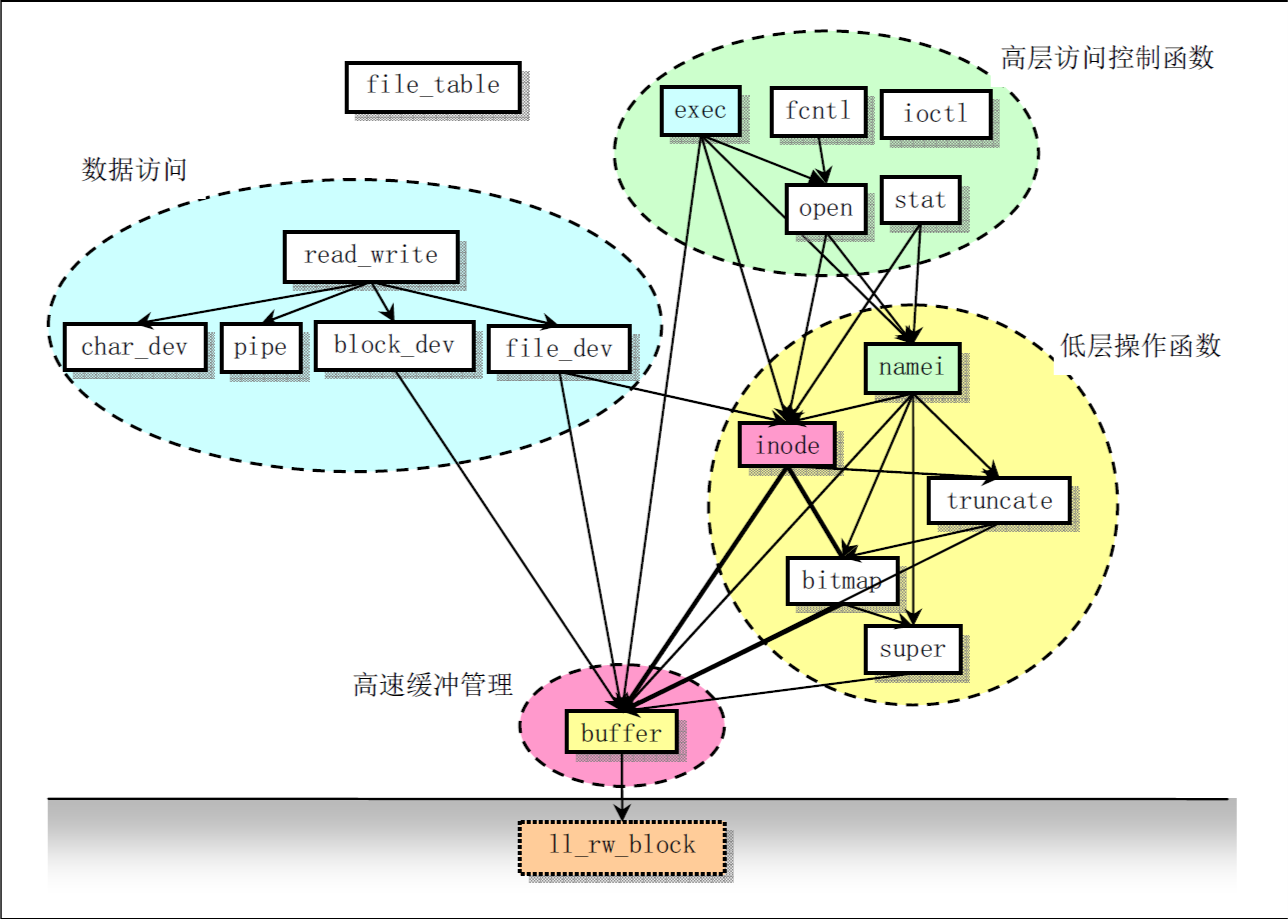 高层访问控制函数
file_table
exec
fcntl
ioctl
数据访问
open
stat
read_write
char_dev
pipe
block_dev
file_dev
低层操作函数
namei
inode
truncate
bitmap
super
高速缓冲管理
buffer
ll_rw_block